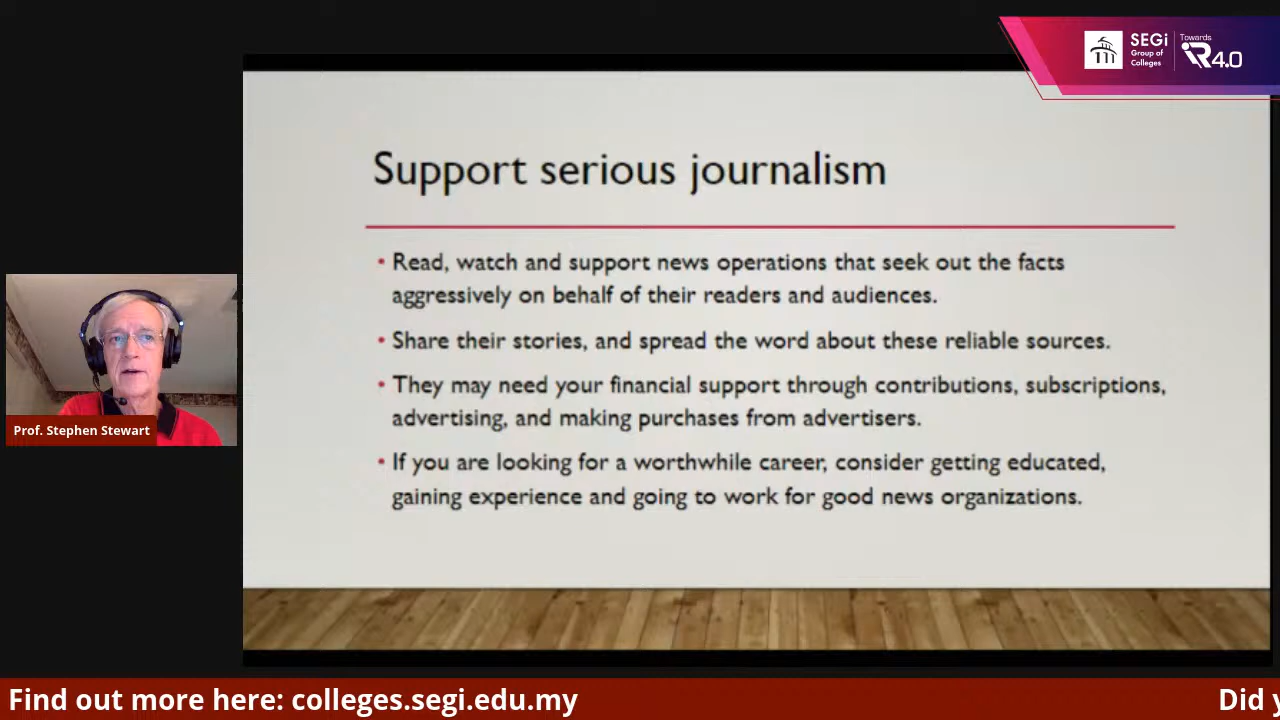 SEGi
Group of
Colleges
Towards
iR4.0
Support serious journalism
• Read, watch and support news operations that seek out the facts
aggressively on behalf of their readers and audiences.
• Share their stories, and spread the word about these reliable sources.
• They may need your financial support through contributions, subscriptions,
advertising, and making purchases from advertisers.
• If you are looking for a worthwhile career, consider getting educated,
gaining experience and going to work for good news organizations.
Prof. Stephen Stewart
Find out more here: colleges.segi.edu.my
Did